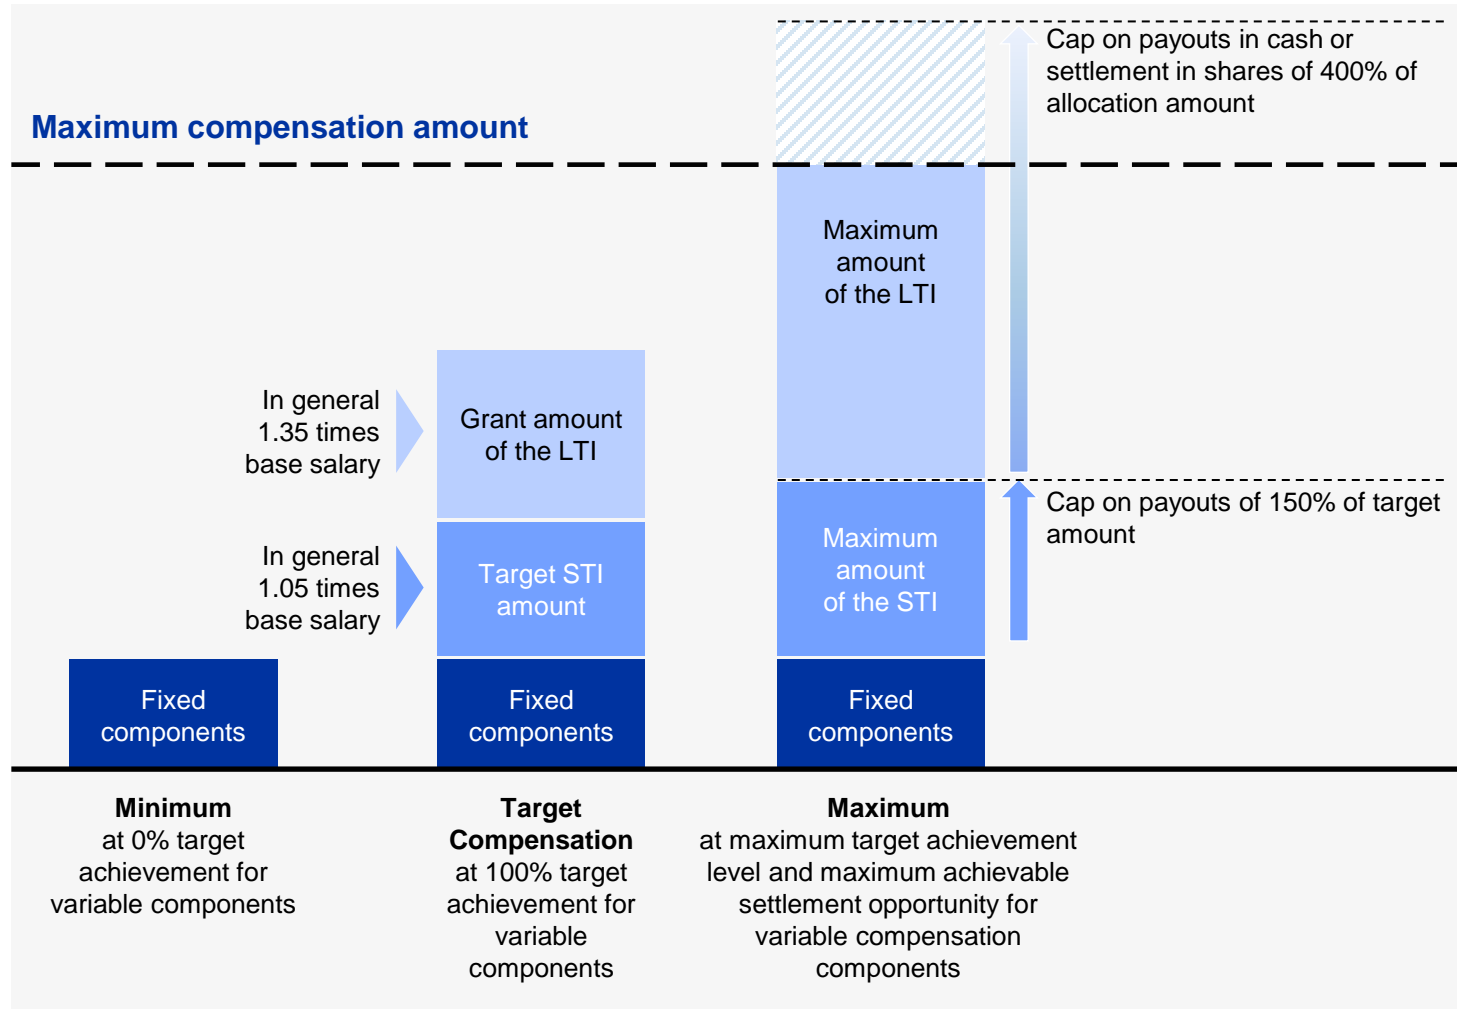 Cap on payouts in cash or
settlement in shares of 400% of
allocation amount
Maximum compensation amount
Maximum
amount
of the LTI
In general
1.35 times
base salary
Grant amount
of the LTI
Cap on payouts of 150% of target
amount
In general
1.05 times
base salary
Target STI
amount
Maximum
amount
of the STI
Fixed
components
Fixed
components
Fixed
components
Minimum
at 0% target
achievement for
variable components
Target
Compensation
at 100% target
achievement for
variable
components
Maximum
at maximum target achievement
level and maximum achievable
settlement opportunity for
variable compensation
components